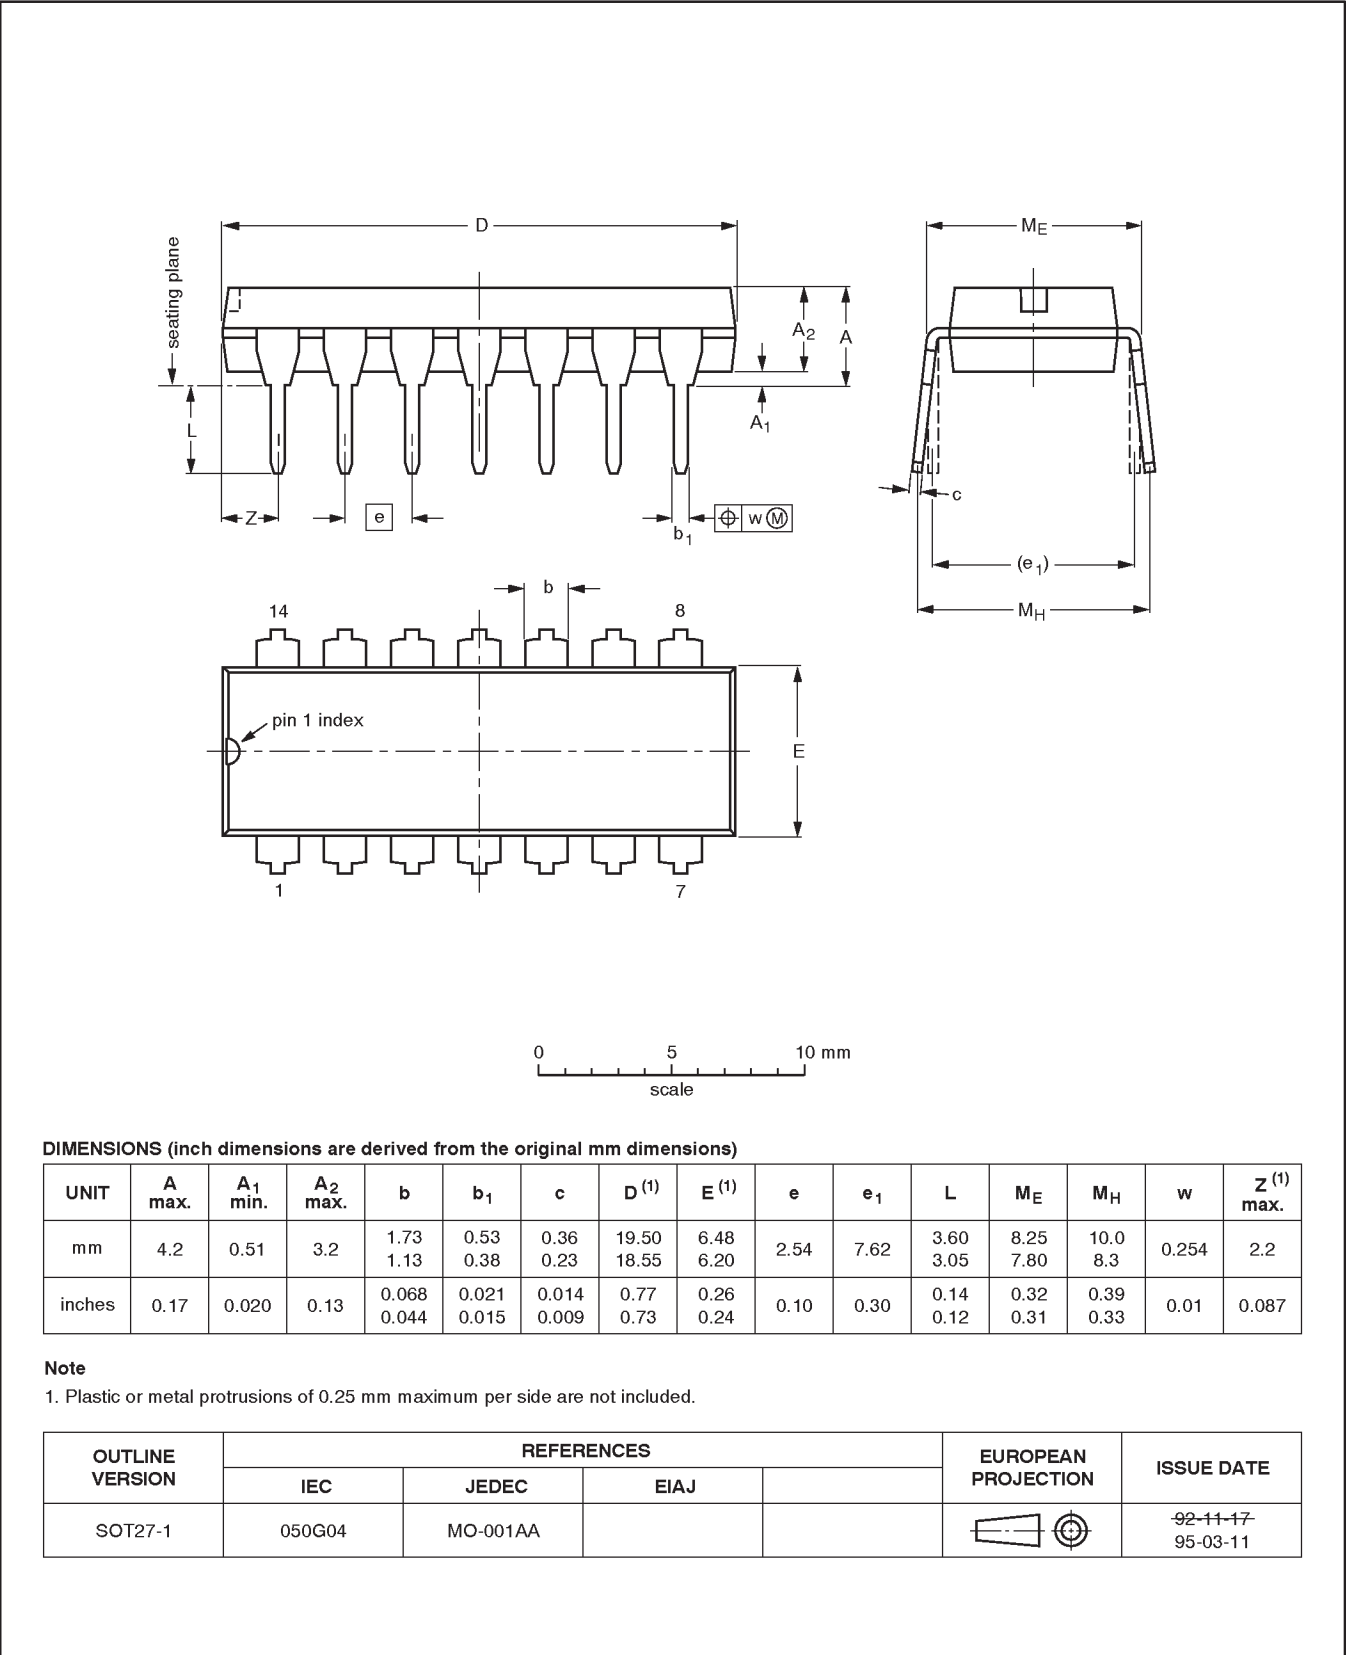 D
M E
seating plane
A 2
A
A 1
L
c
Z
e
b 1
w M
(e 1 )
M H
b
14
8
pin 1 index
E
1
7
0 5 10 mm
scale
DIMENSIONS (inch dimensions are derived from the original mm dimensions)
UNIT A max. A1 min. A2 max. b b1 c D (1) E (1) e e1 L ME MH w Z (1) max.
mm 4.2 0.51 3.2 1.73 1.13 0.53 0.38 0.36 0.23 19.50 18.55 6.48 6.20 2.54 7.62 3.60 3.05 8.25 7.80 10.0 8.3 0.254 2.2
inches 0.17 0.020 0.13 0.068 0.044 0.021 0.015 0.014 0.009 0.77 0.73 0.26 0.24 0.10 0.30 0.14 0.12 0.32 0.31 0.39 0.33 0.01 0.087
Note
1. Plastic or metal protrusions of 0.25 mm maximum per side are not included.
OUTLINE VERSION REFERENCES EUROPEAN PROJECTION ISSUE DATE
IEC JEDEC EIAJ
SOT27-1 050G04 MO-001AA 92-11-17
95-03-11